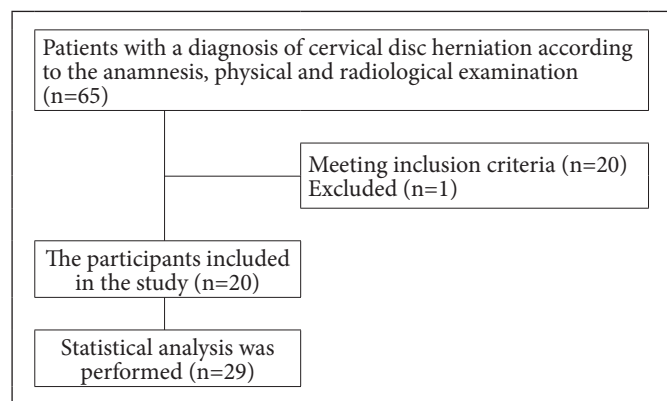 Patients with a diagnosis of cervical disc herniation according
to the anamnesis, physical and radiological examination
(n=65)
Meeting inclusion criteria (n=20)
Excluded (n=1)
The participants included
in the study (n=20)
Statistical analysis was
performed (n=29)